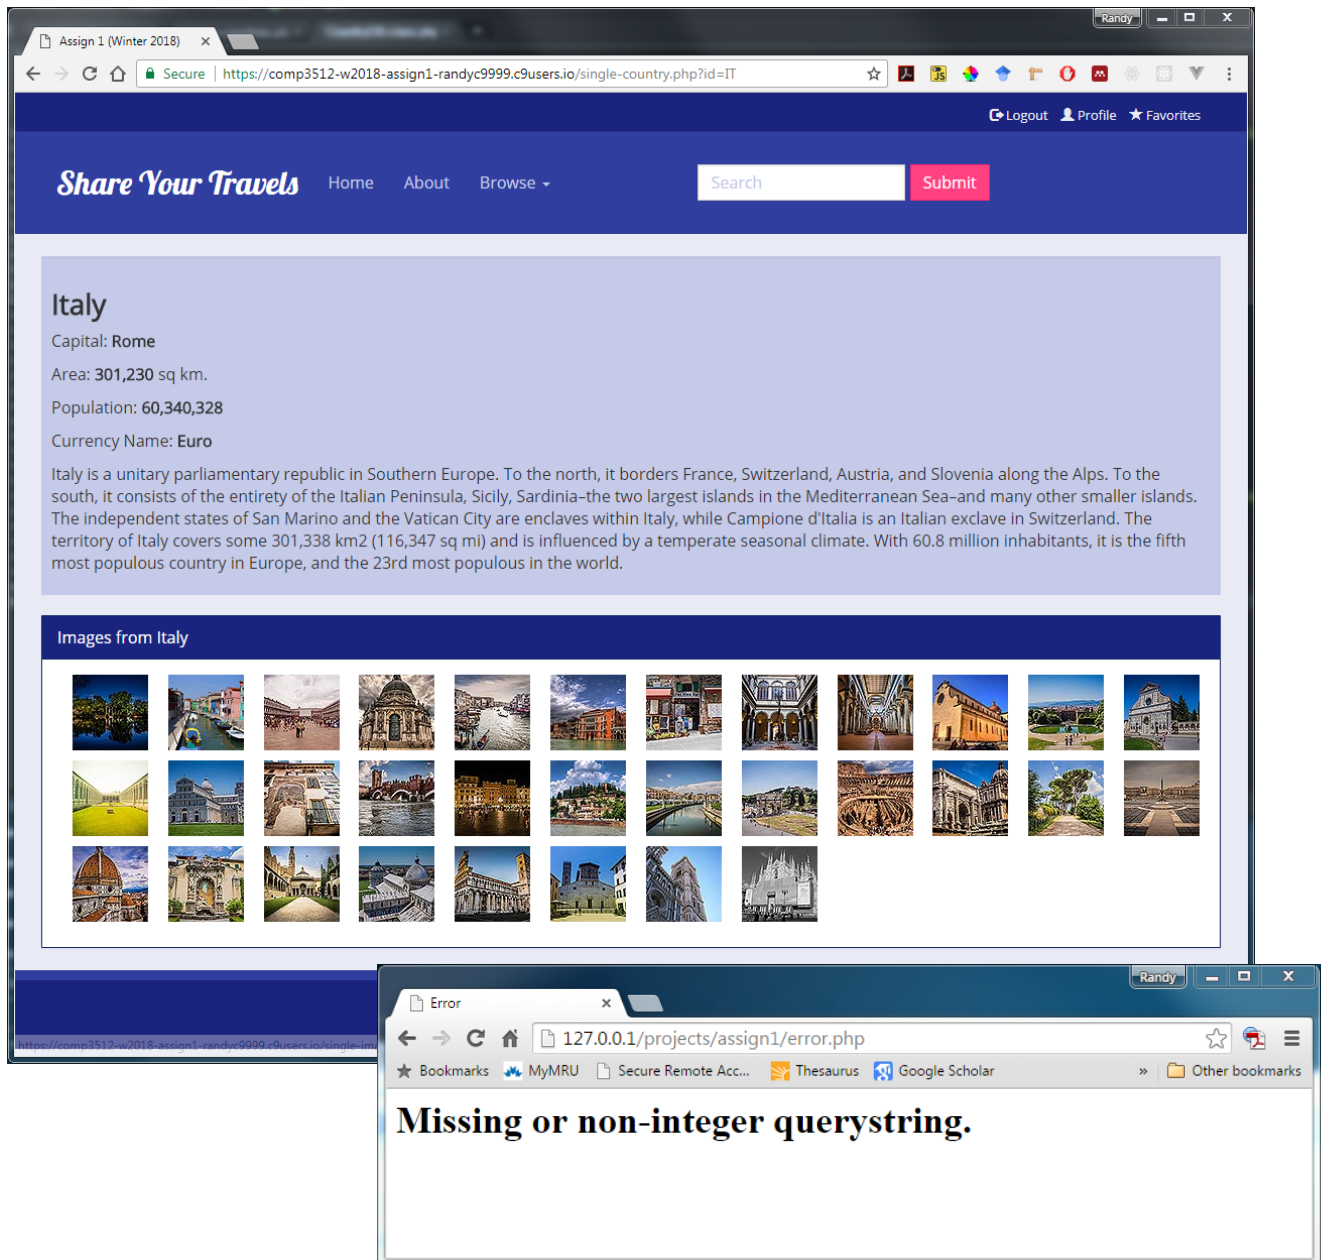 Randy
Assign 1 (Winter 2018)
Secure https://comp3512-w2018-assign1-randyc9999.c9users.io/single-country.php?id=IT
Logout Profile Favorites
Share Your Travels Home About Browse Search Submit
Italy
Capital: Rome
Area: 301,230 sq km.
Population: 60,340,328
Currency Name: Euro
Italy is a unitary parliamentary republic in Southern Europe. To the north, it borders France, Switzerland, Austria, and Slovenia along the Alps. To the
south, it consists of the entirety of the Italian Peninsula, Sicily, Sardinia–the two largest islands in the Mediterranean Sea–and many other smaller islands.
The independent states of San Marino and the Vatican City are enclaves within Italy, while Campione d'Italia is an Italian exclave in Switzerland. The
territory of Italy covers some 301,338 km2 (116,347 sq mi) and is influenced by a temperate seasonal climate. With 60.8 million inhabitants, it is the fifth
most populous country in Europe, and the 23rd most populous in the world.
Images from Italy
https://comp3512-w2018-assign1-randyc9999.c9users.io/single-im
Randy
Error
127.0.0.1/projects/assign1/error.php
Bookmarks MyMRU Secure Remote Acc... Thesaurus Google Scholar » Other bookmarks
Missing or non-integer querystring.